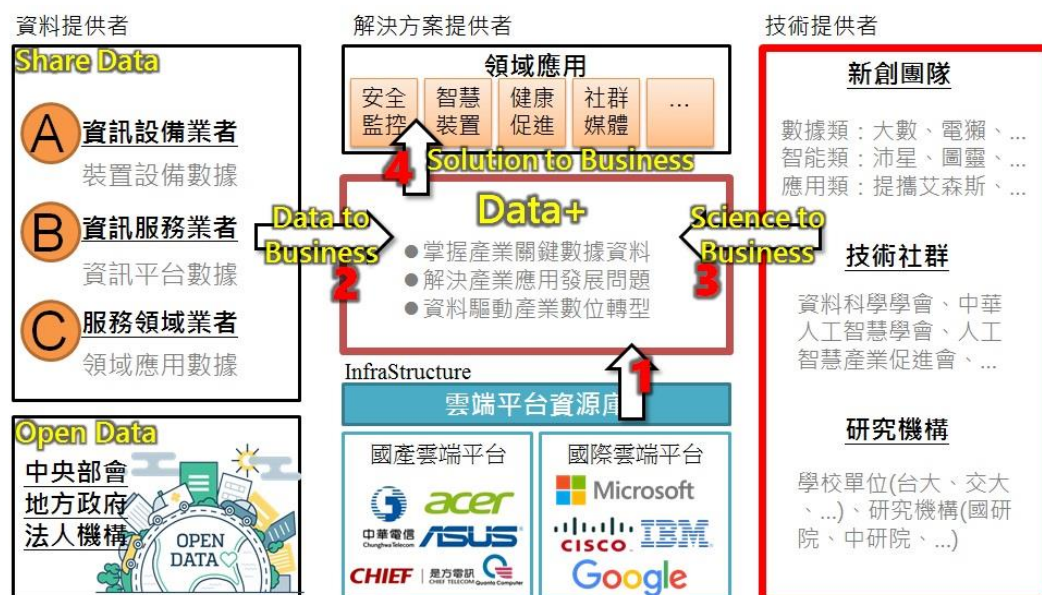 資料提供者
Share Data
A
資訊設備業者
裝置設備數據
B
資訊服務業者
資訊平台數據
C
服務領域業者
領域應用數據
Open Data
中央部會
地方政府
法人機構
OPEN
DATA
解決方案提供者
領域應用
安全
監控
智慧
裝置
健康
促進
社群
媒體
...
4
Solution to Business
Data to
Business
2
Data+
●掌握產業關鍵數據資料
●解決產業應用發展問題
●資料驅動產業數位轉型
Science to
Business
3
1
InfraStructure
雲端平台資源庫
國產雲端平台
中華電信
Chunghwa Telecom
acer
ASUS
CHIEF
是方電訊
CHIEF TELECOM
Quanta Computer
國際雲端平台
Microsoft
CISCO
IBM
Google
技術提供者
新創團隊
數據類：大數、電獺、...
智能類：沛星、圖靈、...
應用類：提攜艾森斯、...
技術社群
資料科學學會、中華
人工智慧學會、人工
智慧產業促進會、...
研究機構
學校單位(台大、交大
、...)、研究機構(國研
院、中研院、...)